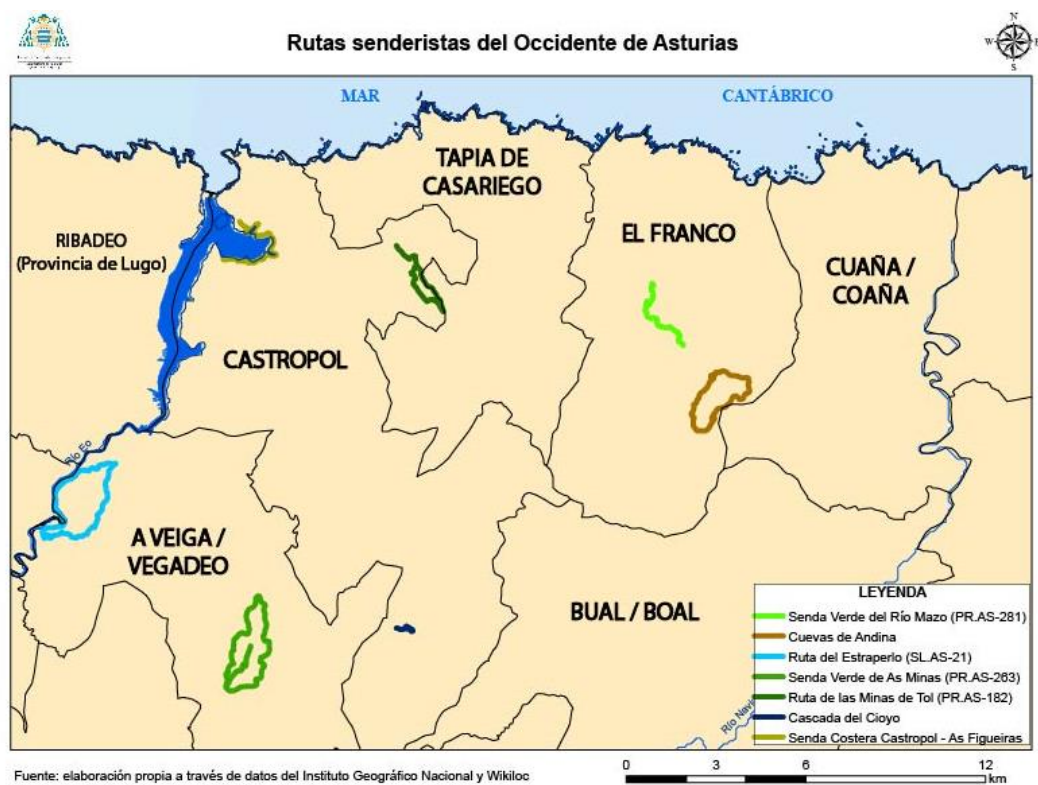 Rutas senderistas del Occidente de Asturias
N
W
E
S
MAR
CANTÁBRICO
TAPIA DE
CASARIEGO
EL FRANCO
RIBADEO
(Provincia de Lugo)
CUAÑA /
COAÑA
CASTROPOL
Río Eo
A VEIGA /
VEGADEO
BUAL / BOAL
LEYENDA
Senda Verde del Río Mazo (PR.AS-281)
Cuevas de Andina
Ruta del Estraperlo (SL.AS-21)
Senda Verde de As Minas (PR.AS-263)
Ruta de las Minas de Tol (PR.AS-182)
Cascada del Cioyo
Senda Costera Castropol - As Figueiras
Río Navi
Fuente: elaboración propia a través de datos del Instituto Geográfico Nacional y Wikiloc
0 3 6 12
km